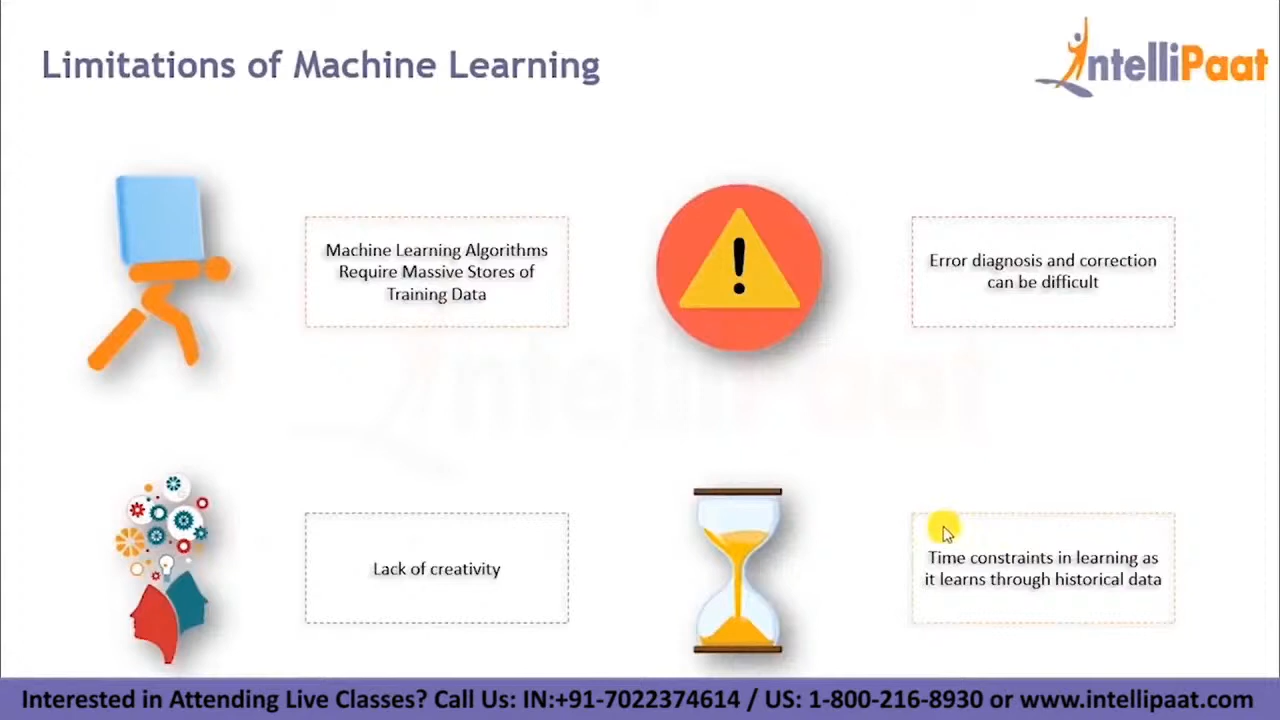 Limitations of Machine Learning
IntelliPaat
Machine Learning Algorithms
Require Massive Stores of
Training Data
Error diagnosis and correction
can be difficult
IntelliPaat
Lack of creativity
Time constraints in learning as
it learns through historical data
Interested in Attending Live Classes? Call Us: IN:+91-7022374614 / US: 1-800-216-8930 or www.intellipaat.com